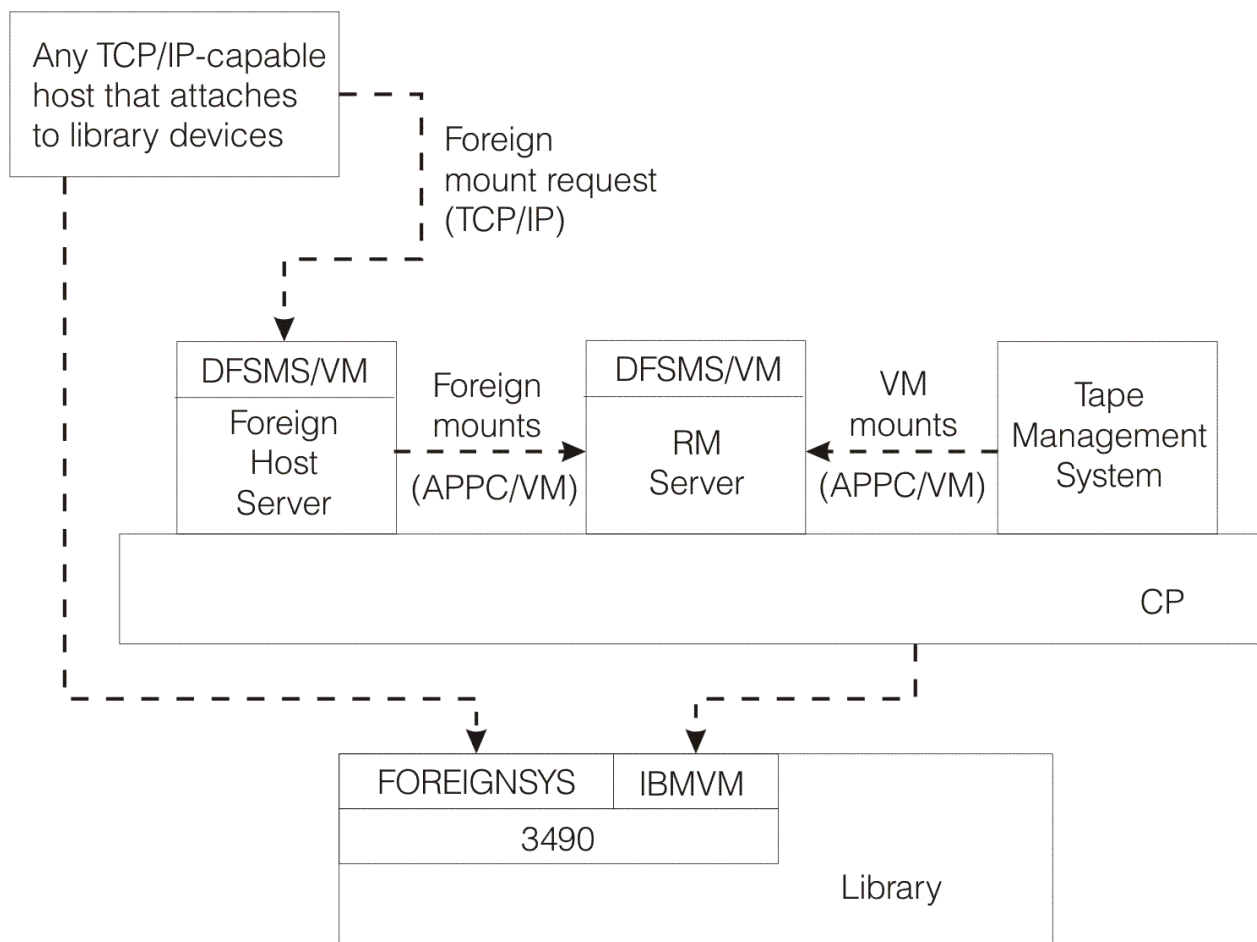 Any TCP/IP-capable
host that attaches
to library devices
Foreign
mount request
(TCP/IP)
DFSMS/VM
Foreign
Host
Server
Foreign
mounts
(APPC/VM)
DFSMS/VM
RM
Server
VM
mounts
(APPC/VM)
Tape
Management
System
CP
FOREIGNSYS
IBMVM
3490
Library